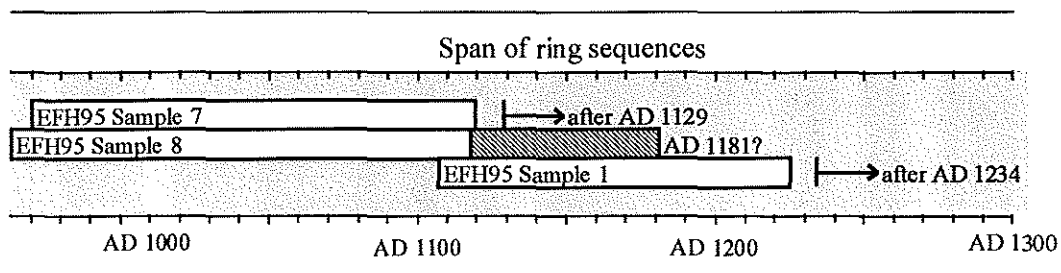 Span of ring sequences
EFH95 Sample 7 after AD 1129
EFH95 Sample 8 AD 1181?
EFH95 Sample 1 after AD 1234
AD 1000 AD 1100 AD 1200 AD 1300